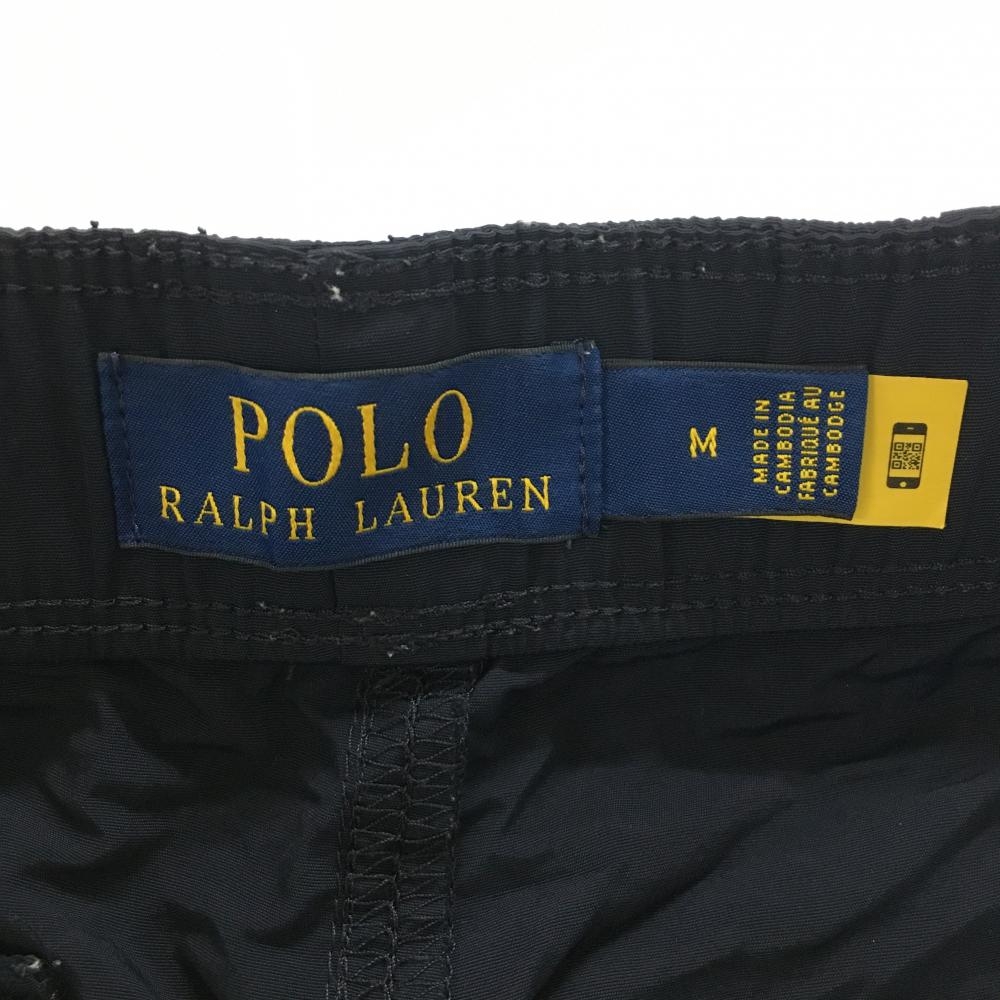 POLO
RALPH LAUREN
M
MADE IN
CAMBODIA
FABRIQUÉ AU
CAMBODGE